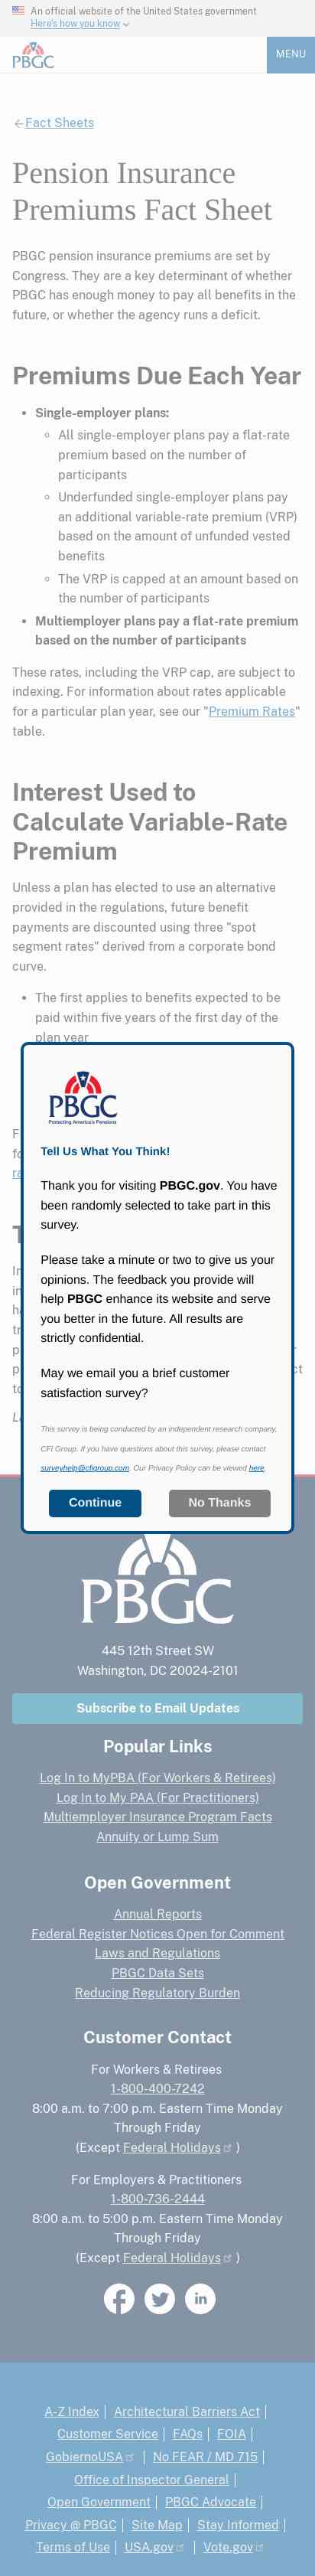 An official website of the United States government
Here's how you know
PBGC
MENU
Fact Sheets
Pension Insurance
Premiums Fact Sheet
PBGC pension insurance premiums are set by
Congress. They are a key determinant of whether
PBGC has enough money to pay all benefits in the
future, or whether the agency runs a deficit.
Premiums Due Each Year
• Single-employer plans:
◦ All single-employer plans pay a flat-rate
premium based on the number of
participants
◦ Underfunded single-employer plans pay
an additional variable-rate premium (VRP)
based on the amount of unfunded vested
benefits
◦ The VRP is capped at an amount based on
the number of participants
• Multiemployer plans pay a flat-rate premium
based on the number of participants
These rates, including the VRP cap, are subject to
indexing. For information about rates applicable
for a particular plan year, see our "Premium Rates"
table.
Interest Used to
Calculate Variable-Rate
Premium
Unless a plan has elected to use an alternative
provided in the regulations, future benefit
payments are discounted using three "spot
segment rates" derived from a corporate bond
curve.
• The first applies to benefits expected to be
paid within five years of the first day of the
plan year
PBGC
Protecting America's Pensions
Tell Us What You Think!
Thank you for visiting PBGC.gov. You have
been randomly selected to take part in this
survey.
Please take a minute or two to give us your
opinions. The feedback you provide will
help PBGC enhance its website and serve
you better in the future. All results are
strictly confidential.
May we email you a brief customer
satisfaction survey?
This survey is being conducted by an independent research company,
CFI Group. If you have questions about this survey, please contact
surveyhelp@cfigroup.com. Our Privacy Policy can be viewed here.
Continue
No Thanks
PBGC
445 12th Street SW
Washington, DC 20024-2101
Subscribe to Email Updates
Popular Links
Log In to MyPBA (For Workers & Retirees)
Log In to My PAA (For Practitioners)
Multiemployer Insurance Program Facts
Annuity or Lump Sum
Open Government
Annual Reports
Federal Register Notices Open for Comment
Laws and Regulations
PBGC Data Sets
Reducing Regulatory Burden
Customer Contact
For Workers & Retirees
1-800-400-7242
8:00 a.m. to 7:00 p.m. Eastern Time Monday
Through Friday
(Except Federal Holidays )
For Employers & Practitioners
1-800-736-2444
8:00 a.m. to 5:00 p.m. Eastern Time Monday
Through Friday
(Except Federal Holidays )
in
A-Z Index | Architectural Barriers Act |
Customer Service | FAQs | FOIA |
GobiernoUSA | No FEAR / MD 715 |
Office of Inspector General |
Open Government | PBGC Advocate |
Privacy @ PBGC | Site Map | Stay Informed |
Terms of Use | USA.gov | Vote.gov